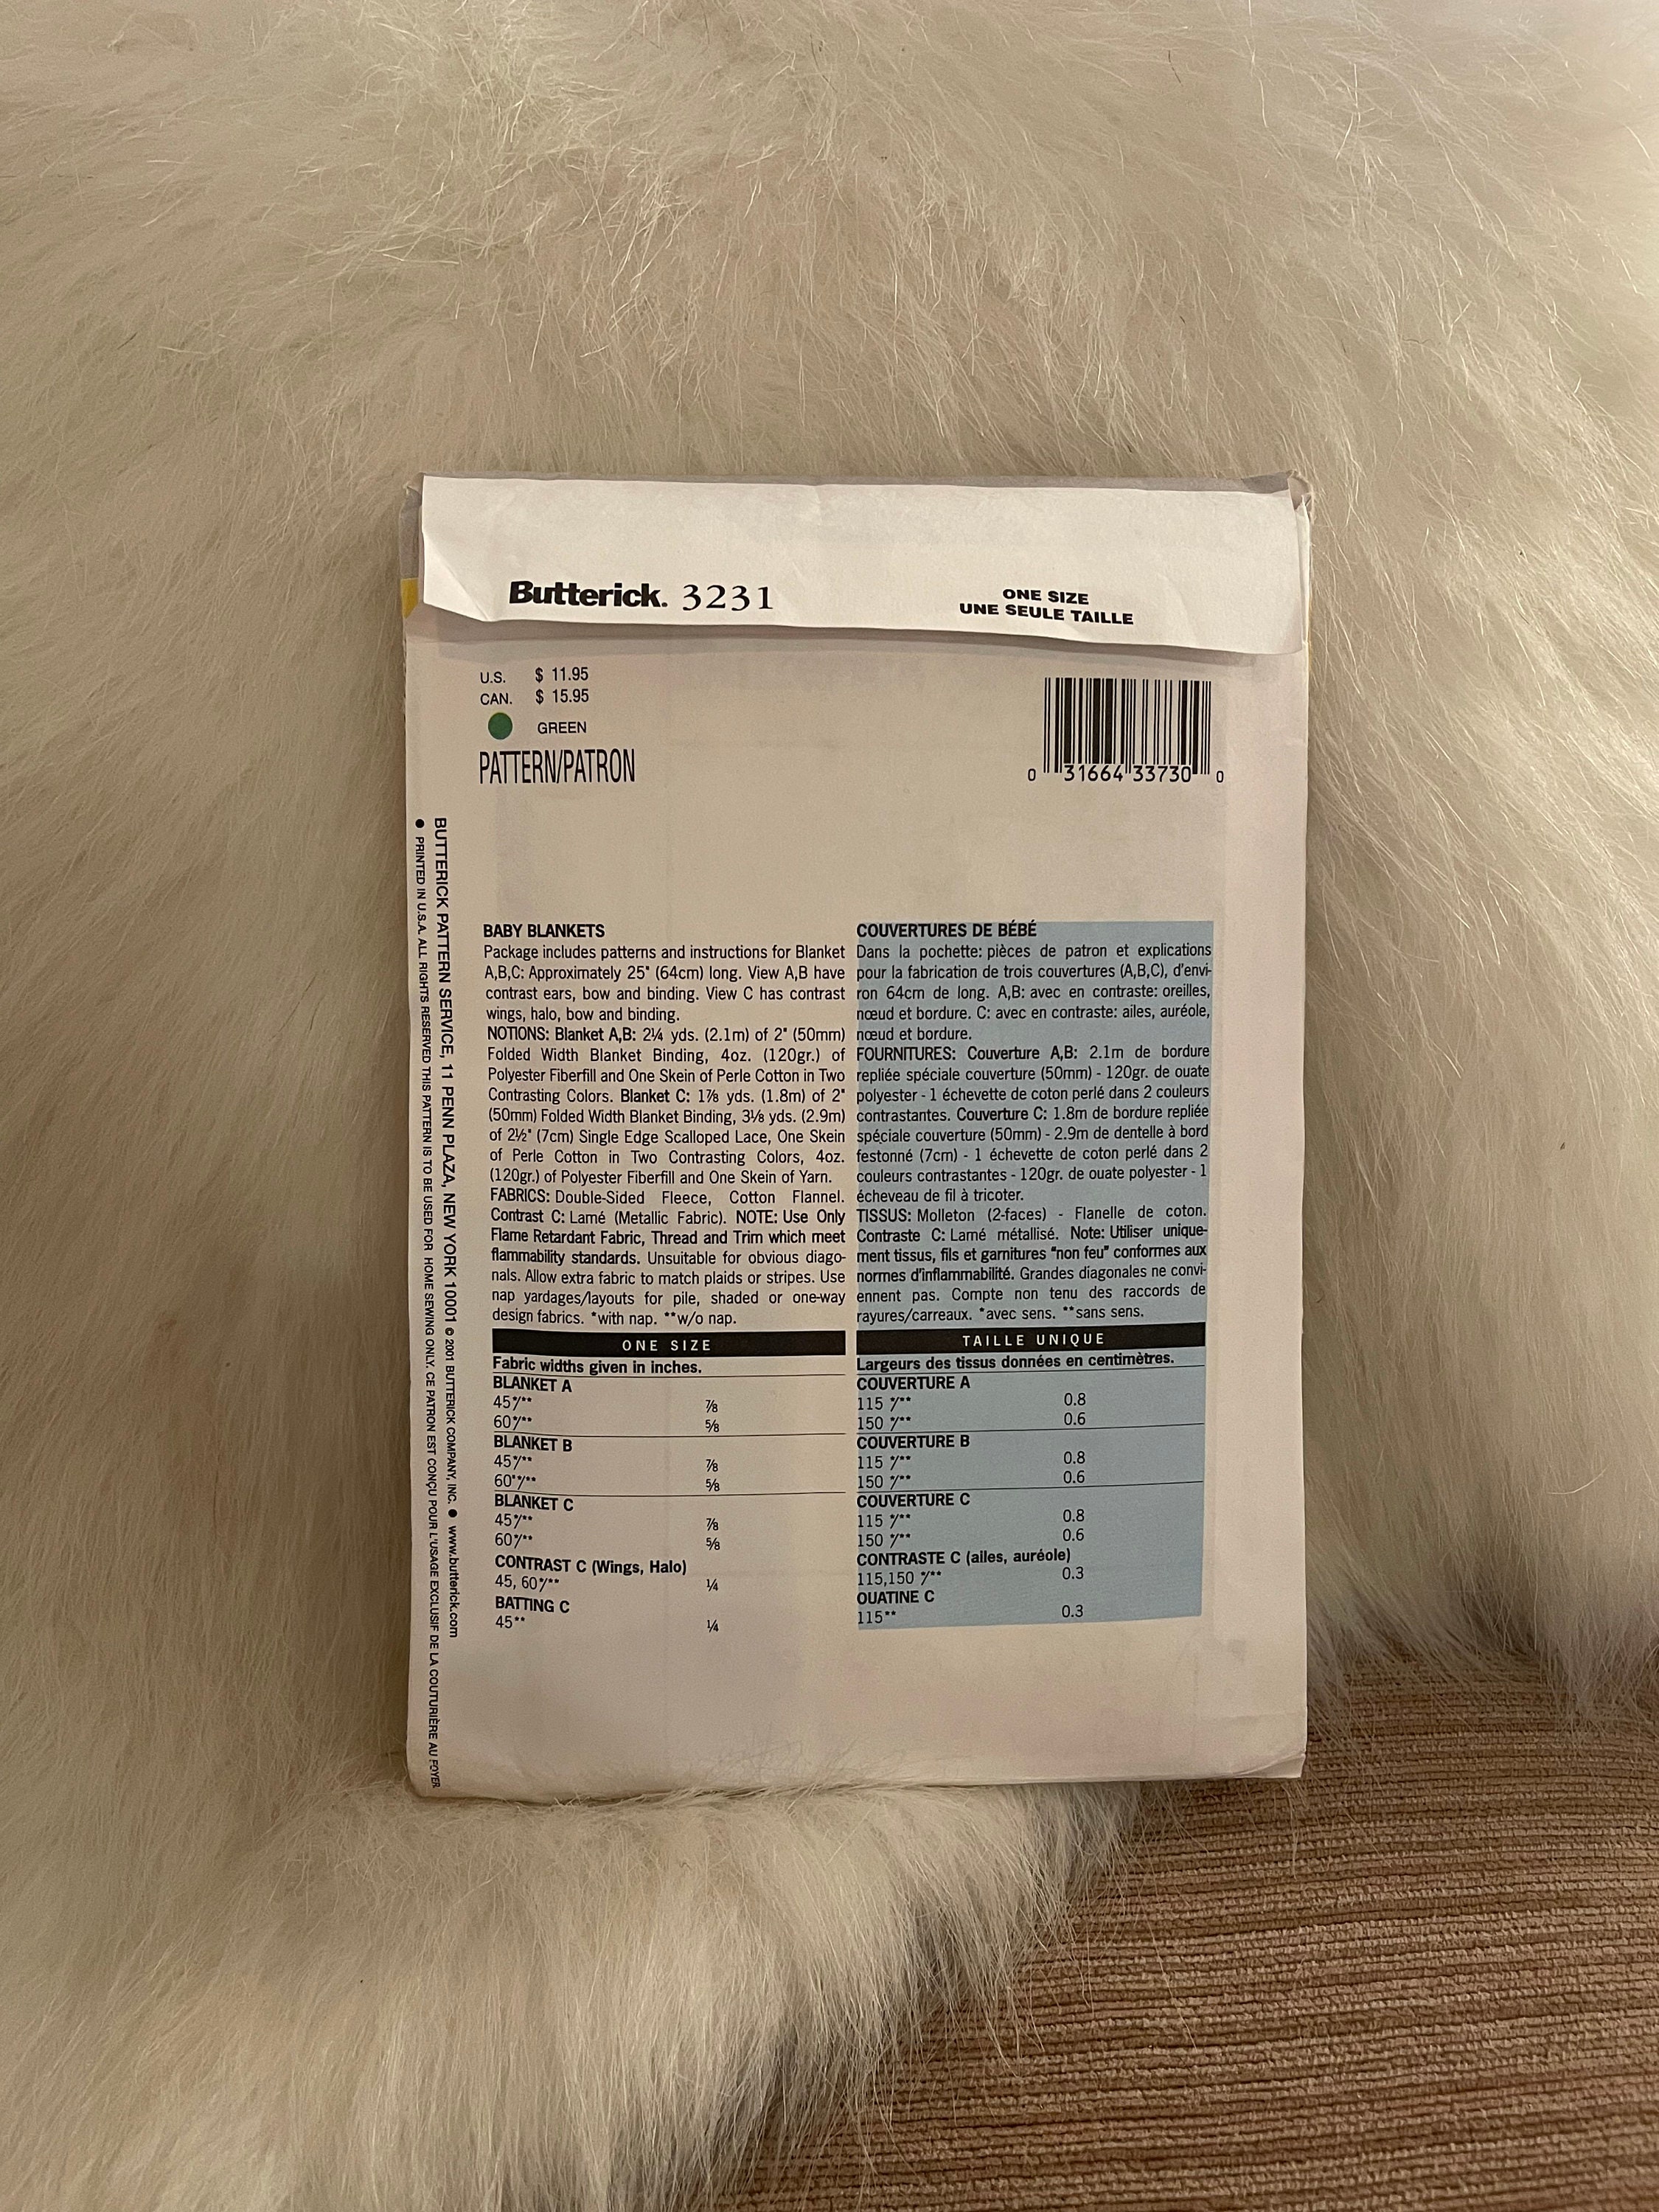 Butterick. 3231
ONE SIZE
UNE SEULE TAILLE
U.S. $ 11.95
CAN. $ 15.95
GREEN
PATTERN/PATRON
0 31664 33730 0
BABY BLANKETS
Package includes patterns and instructions for Blanket
A,B,C: Approximately 25" (64cm) long. View A,B have
contrast ears, bow and binding. View C has contrast
wings, halo, bow and binding.
NOTIONS: Blanket A,B: 2¼ yds. (2.1m) of 2" (50mm)
Folded Width Blanket Binding, 4oz. (120gr.) of
Polyester Fiberfill and One Skein of Perle Cotton in Two
Contrasting Colors. Blanket C: 1⅞ yds. (1.8m) of 2"
(50mm) Folded Width Blanket Binding, 3⅛ yds. (2.9m)
of 2½" (7cm) Single Edge Scalloped Lace, One Skein
of Perle Cotton in Two Contrasting Colors, 4oz.
(120gr.) of Polyester Fiberfill and One Skein of Yarn.
FABRICS: Double-Sided Fleece, Cotton Flannel.
Contrast C: Lamé (Metallic Fabric). NOTE: Use Only
Flame Retardant Fabric, Thread and Trim which meet
flammability standards. Unsuitable for obvious diago-
nals. Allow extra fabric to match plaids or stripes. Use
nap yardages/layouts for pile, shaded or one-way
design fabrics. *with nap. **w/o nap.
ONE SIZE
Fabric widths given in inches.
BLANKET A
45*/** ⅞
60*/** ⅝
BLANKET B
45*/** ⅞
60"*/** ⅝
BLANKET C
45*/** ⅞
60*/** ⅝
CONTRAST C (Wings, Halo)
45, 60*/** ¼
BATTING C
45** ¼
COUVERTURES DE BÉBÉ
Dans la pochette: pièces de patron et explications
pour la fabrication de trois couvertures (A,B,C), d'envi-
ron 64cm de long. A,B: avec en contraste: oreilles,
nœud et bordure. C: avec en contraste: ailes, auréole,
nœud et bordure.
FOURNITURES: Couverture A,B: 2.1m de bordure
repliée spéciale couverture (50mm) - 120gr. de ouate
polyester - 1 échevette de coton perlé dans 2 couleurs
contrastantes. Couverture C: 1.8m de bordure repliée
spéciale couverture (50mm) - 2.9m de dentelle à bord
festonné (7cm) - 1 échevette de coton perlé dans 2
couleurs contrastantes - 120gr. de ouate polyester - 1
écheveau de fil à tricoter.
TISSUS: Molleton (2-faces) - Flanelle de coton.
Contraste C: Lamé métallisé. Note: Utiliser unique-
ment tissus, fils et garnitures "non feu" conformes aux
normes d'inflammabilité. Grandes diagonales ne convi-
ennent pas. Compte non tenu des raccords de
rayures/carreaux. *avec sens. **sans sens.
TAILLE UNIQUE
Largeurs des tissus données en centimètres.
COUVERTURE A
115 */** 0.8
150 */** 0.6
COUVERTURE B
115 */** 0.8
150 */** 0.6
COUVERTURE C
115 */** 0.8
150 */** 0.6
CONTRASTE C (ailes, auréole)
115,150 */** 0.3
OUATINE C
115** 0.3
BUTTERICK PATTERN SERVICE, 11 PENN PLAZA, NEW YORK 10001 © 2001 BUTTERICK COMPANY, INC. ● www.butterick.com
● PRINTED IN U.S.A. ALL RIGHTS RESERVED THIS PATTERN IS TO BE USED FOR HOME SEWING ONLY. CE PATRON EST CONÇU POUR L'USAGE EXCLUSIF DE LA COUTURIÈRE AU FOYER